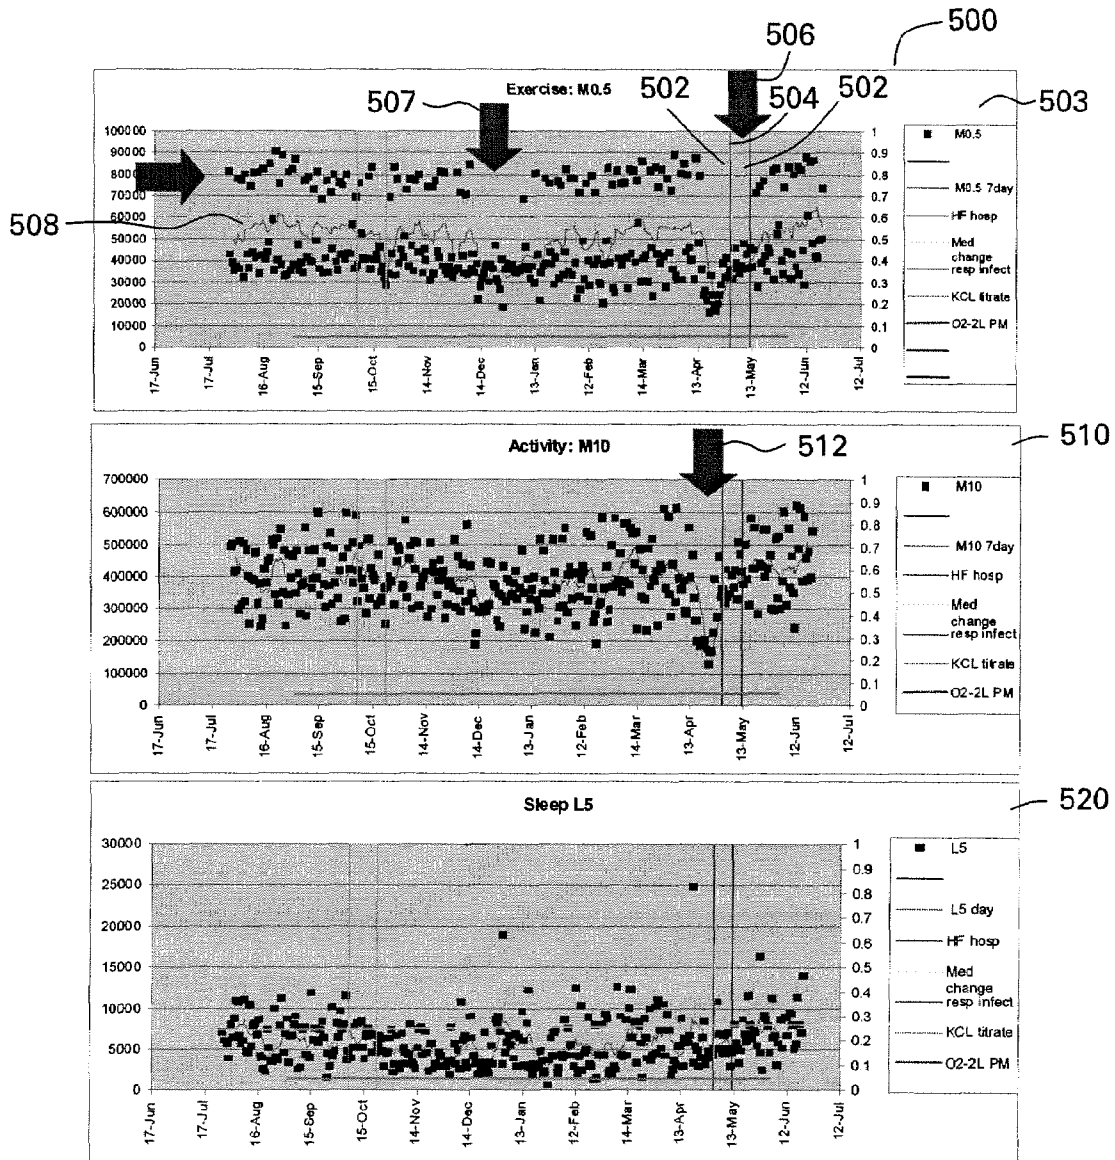 506
500
Exercise: M0.5
507
502
504
502
503
100000
90000
80000
70000
60000
50000
40000
30000
20000
10000
0
508
1
0.9
0.8
0.7
0.6
0.5
0.4
0.3
0.2
0.1
0
17-Jun
17-Jul
16-Aug
15-Sep
15-Oct
14-Nov
14-Dec
13-Jan
12-Feb
14-Mar
13-Apr
13-May
12-Jun
12-Jul
M0.5
M0.5 7day
HF hosp
Med
change
resp infect
KCL titrate
O2-2L PM
Activity: M10
512
510
700000
600000
500000
400000
300000
200000
100000
0
1
0.9
0.8
0.7
0.6
0.5
0.4
0.3
0.2
0.1
0
17-Jun
17-Jul
16-Aug
15-Sep
15-Oct
14-Nov
14-Dec
13-Jan
12-Feb
14-Mar
13-Apr
13-May
12-Jun
12-Jul
M10
M10 7day
HF hosp
Med
change
resp infect
KCL titrate
O2-2L PM
Sleep L5
520
30000
25000
20000
15000
10000
5000
0
1
0.9
0.8
0.7
0.6
0.5
0.4
0.3
0.2
0.1
0
17-Jun
17-Jul
16-Aug
15-Sep
15-Oct
14-Nov
14-Dec
13-Jan
12-Feb
14-Mar
13-Apr
13-May
12-Jun
12-Jul
L5
L5 day
HF hosp
Med
change
resp infect
KCL titrate
O2-2L PM